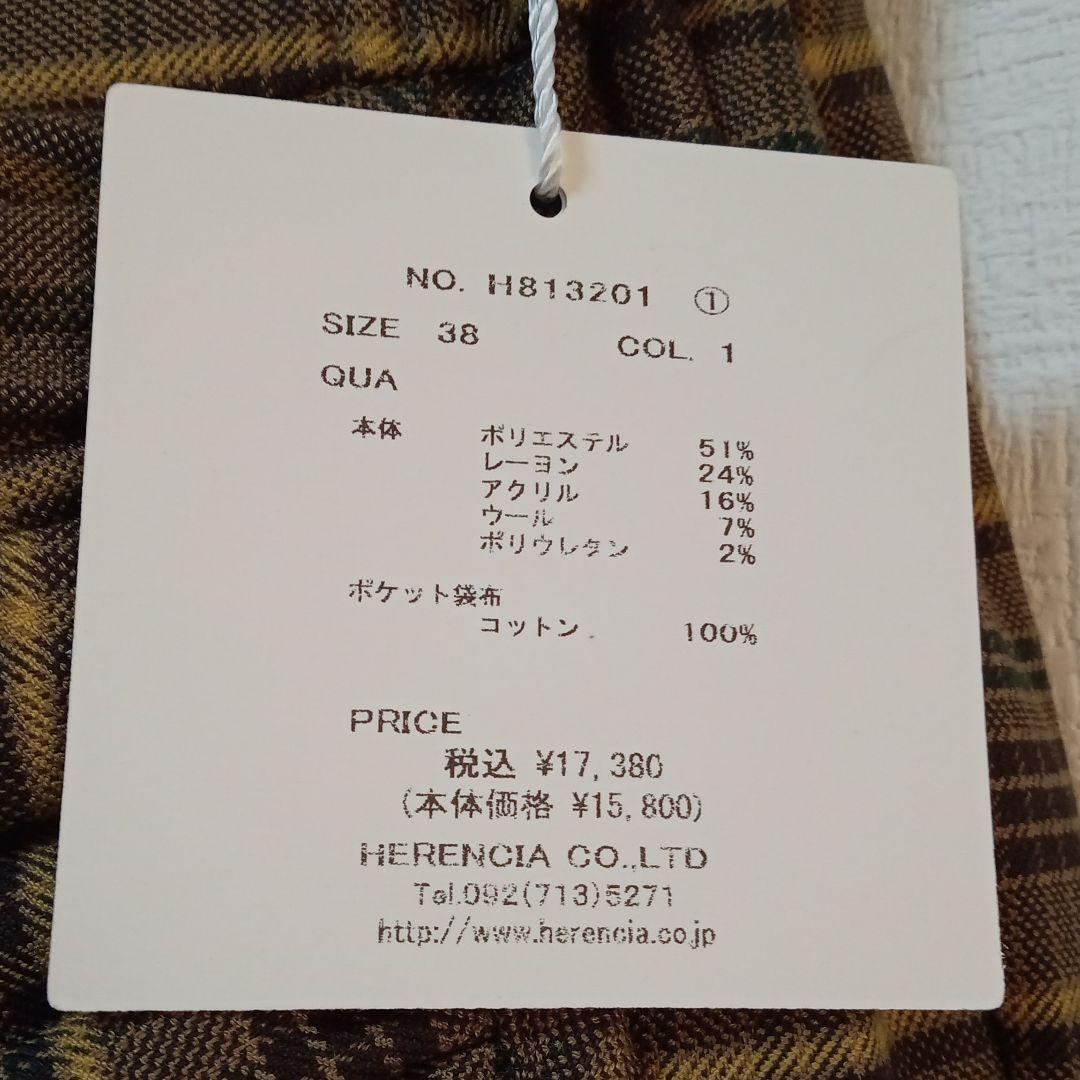 NO. H813201 ①
SIZE 38 COL. 1
QUA
本体 ポリエステル 51%
レーヨン 24%
アクリル 16%
ウール 7%
ポリウレタン 2%
ポケット袋布
コットン 100%
PRICE
税込 ¥17,380
(本体価格 ¥15,800)
HERENCIA CO.,LTD
Tel.092(713)5271
http://www.herencia.co.jp